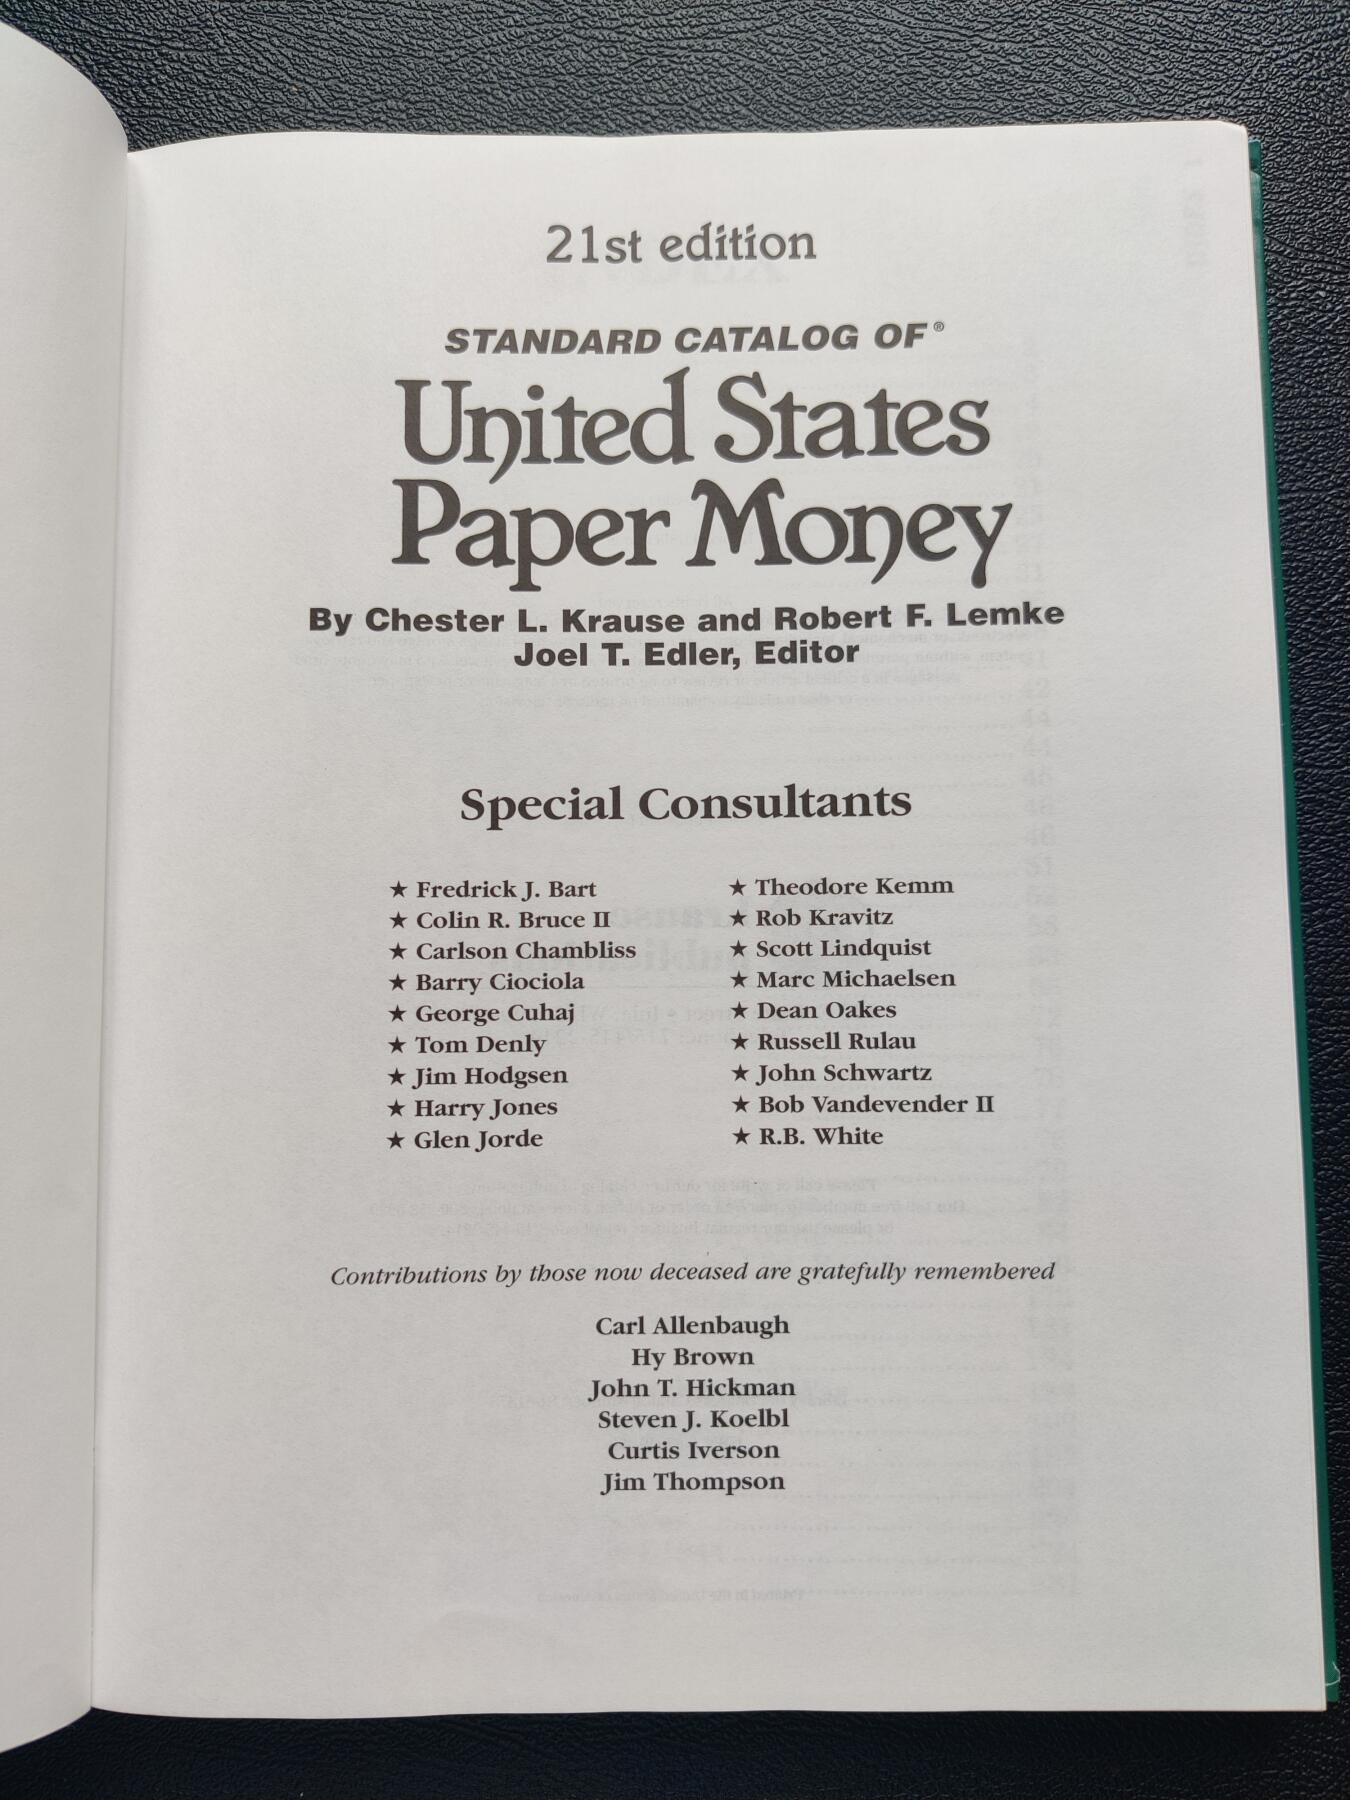 21st edition
STANDARD CATALOG OF®
United States
Paper Money
By Chester L. Krause and Robert F. Lemke
Joel T. Edler, Editor
Special Consultants
★ Fredrick J. Bart
★ Colin R. Bruce II
★ Carlson Chambliss
★ Barry Ciociola
★ George Cuhaj
★ Tom Denly
★ Jim Hodgsen
★ Harry Jones
★ Glen Jorde
★ Theodore Kemm
★ Rob Kravitz
★ Scott Lindquist
★ Marc Michaelsen
★ Dean Oakes
★ Russell Rulau
★ John Schwartz
★ Bob Vandevender II
★ R.B. White
Contributions by those now deceased are gratefully remembered
Carl Allenbaugh
Hy Brown
John T. Hickman
Steven J. Koelbl
Curtis Iverson
Jim Thompson